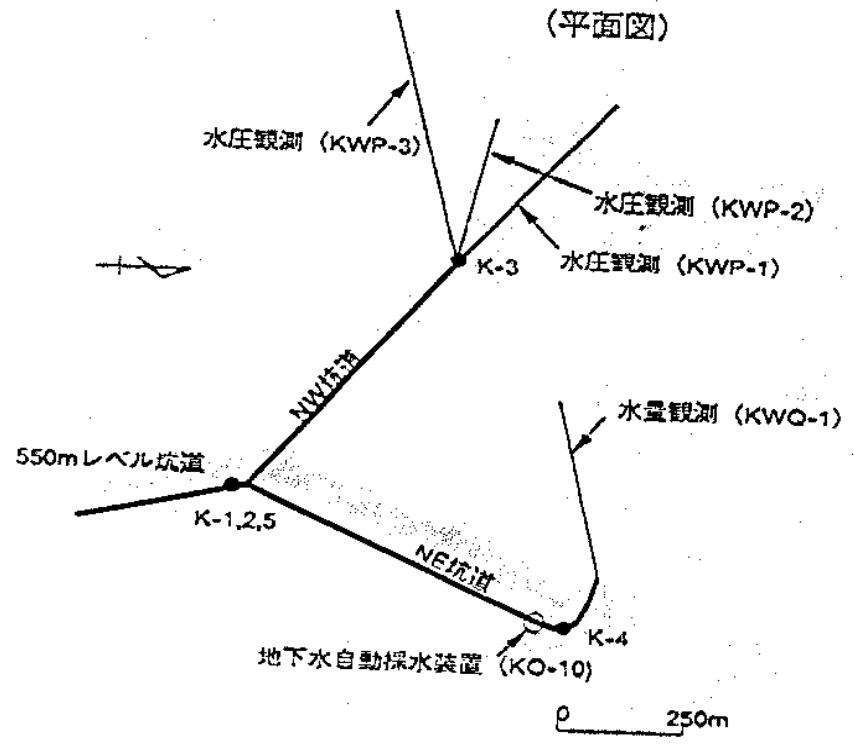 (平面図)
水圧観測 (KWP-3)
水圧観測 (KWP-2)
水圧観測 (KWP-1)
K-3
NW坑道
水量観測 (KWQ-1)
550mレベル坑道
K-1,2,5
NE坑道
K-4
地下水自動採水装置 (KO-10)
0 250m